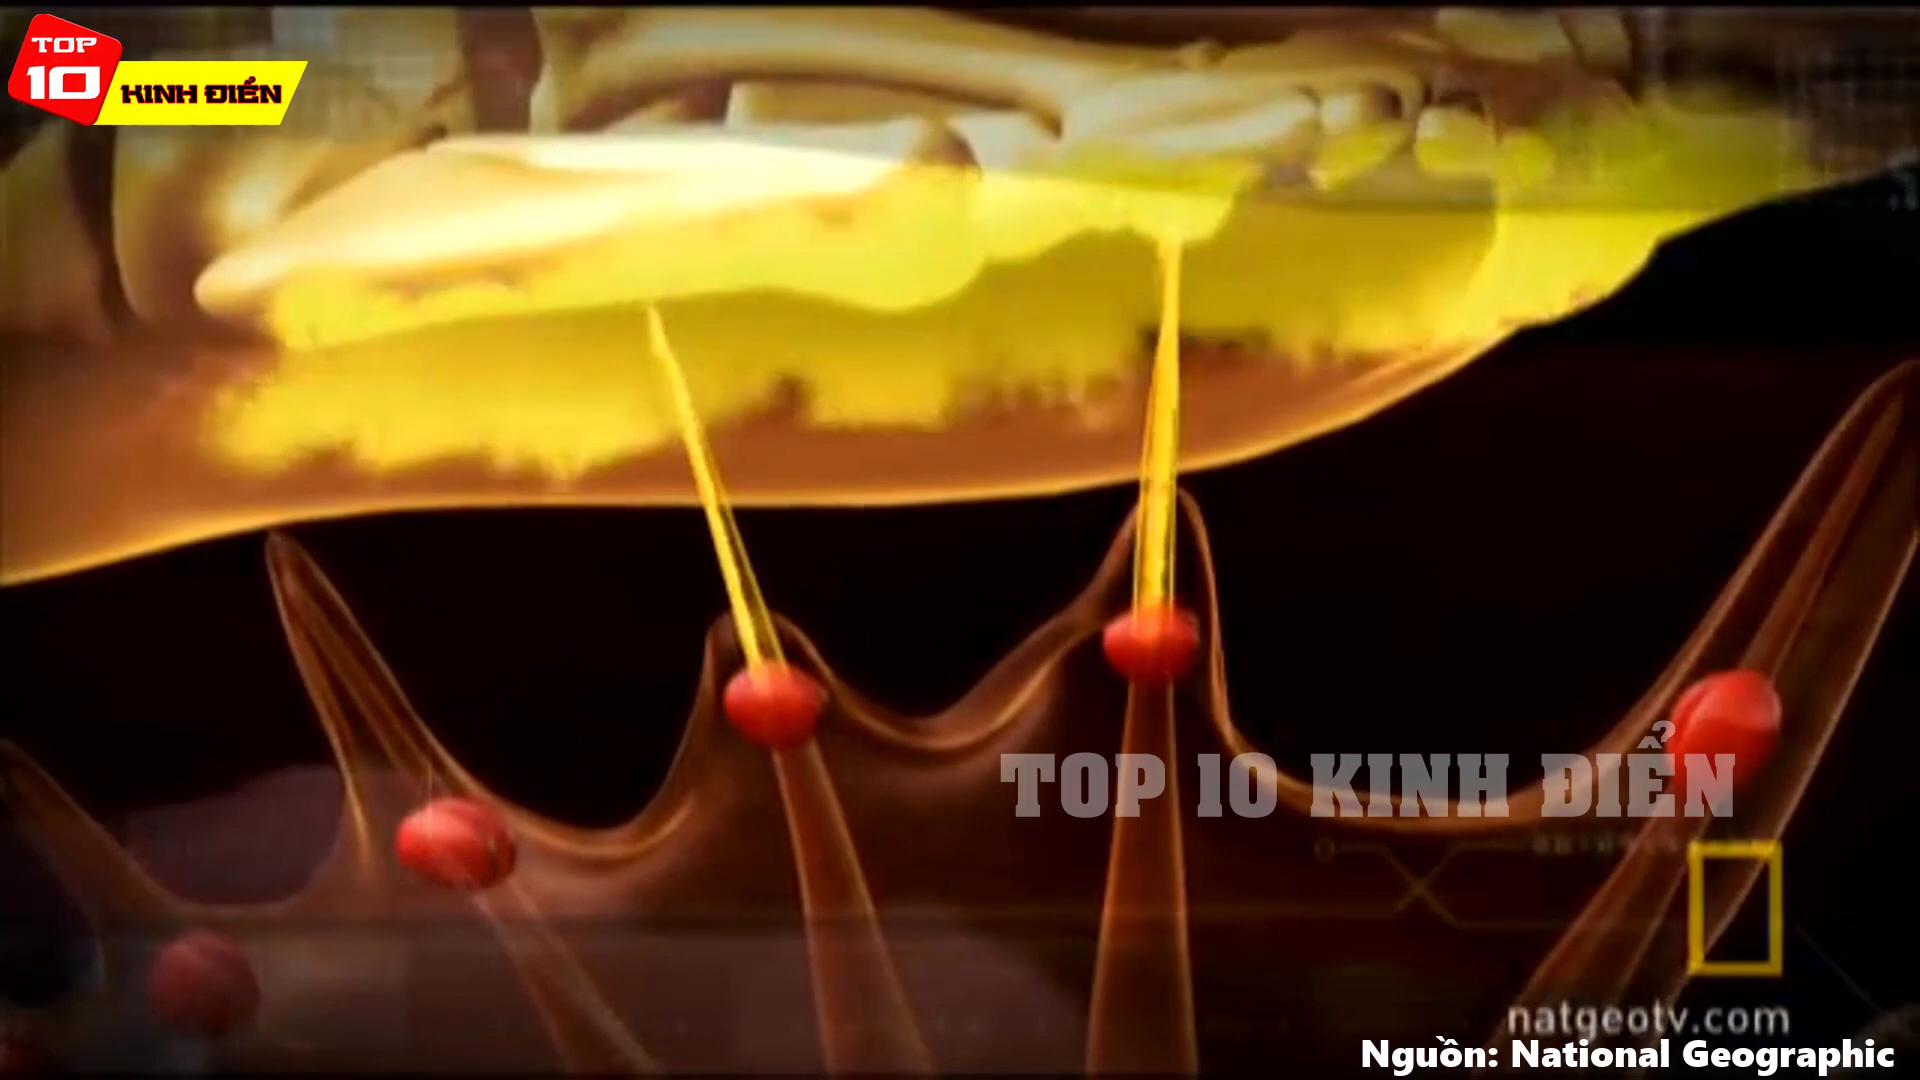 TOP
10
KINH ĐIỂN
TOP 10 KINH ĐIỂN
natgeotv.com
Nguồn: National Geographic